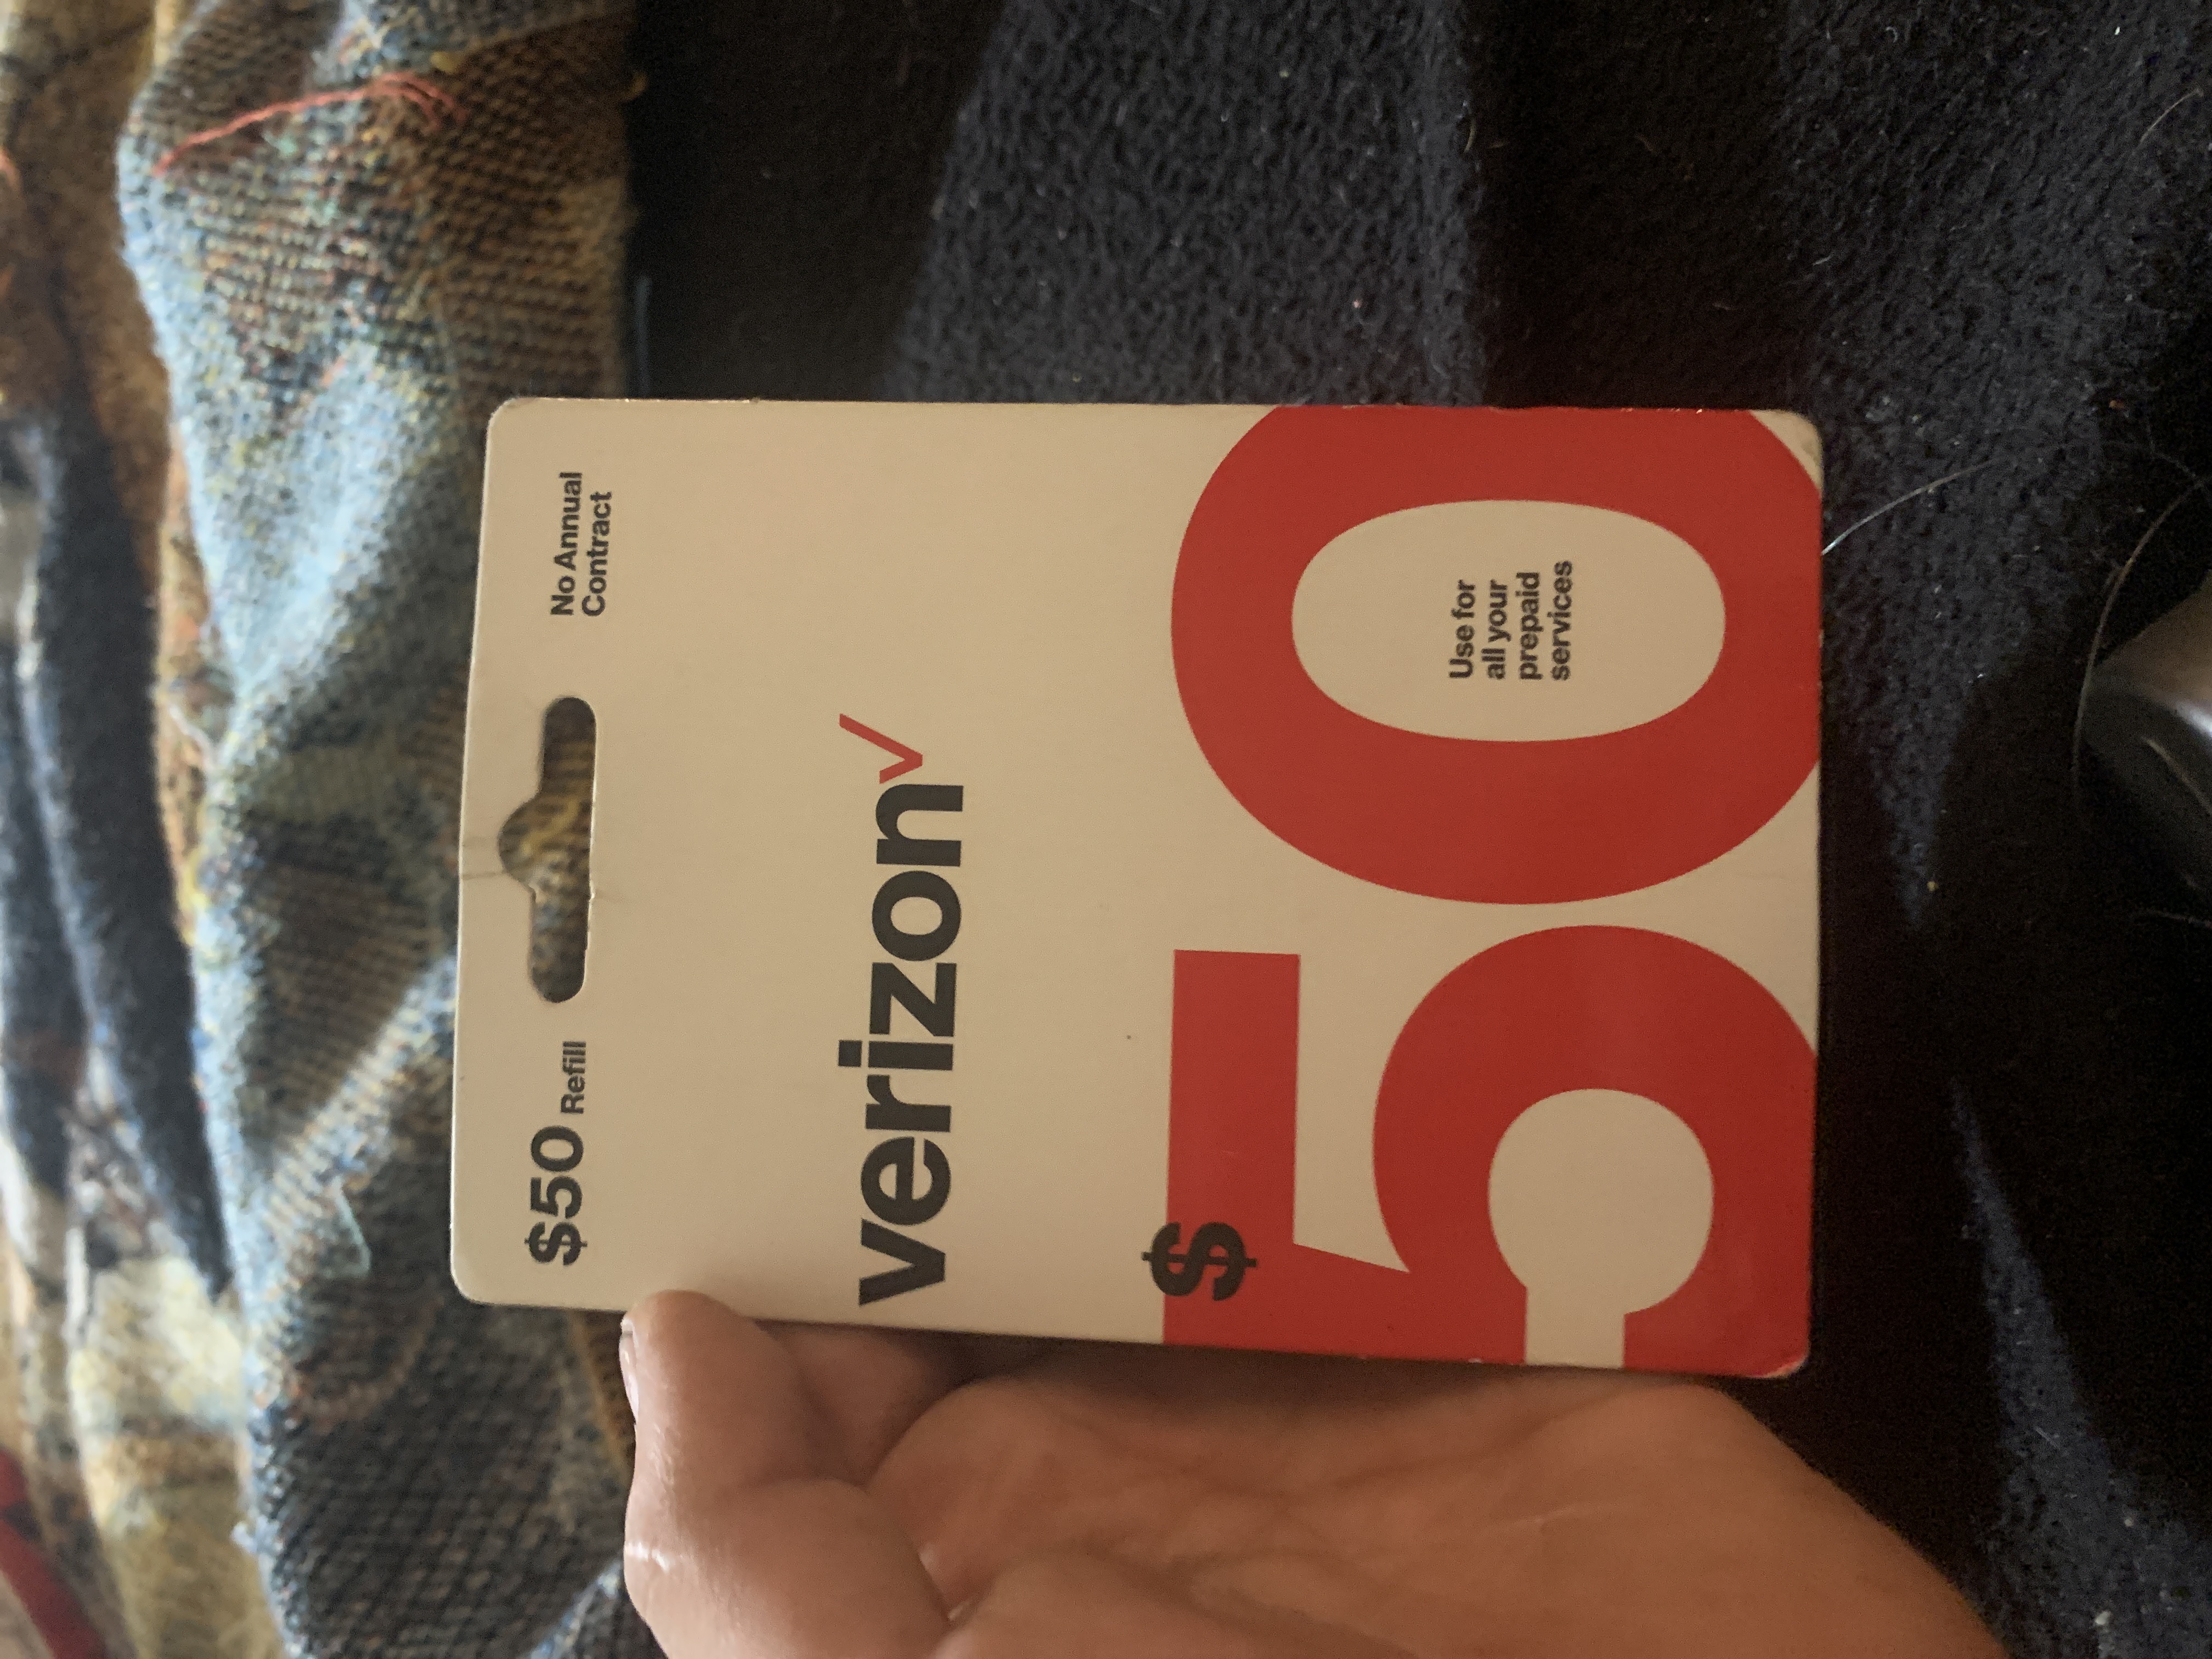 $50 Refill
No Annual
Contract
verizon
$50
Use for
all your
prepaid
services